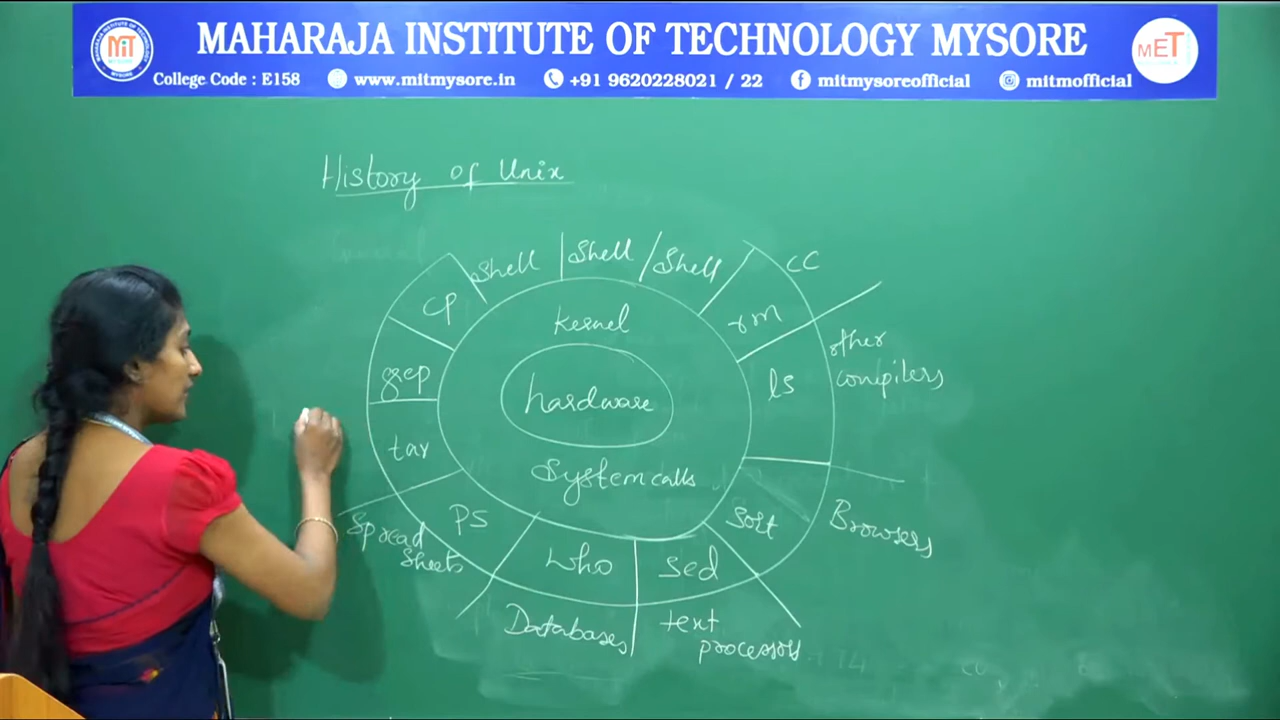 MAHARAJA INSTITUTE OF TECHNOLOGY MYSORE
College Code : E158
www.mitmysore.in
+91 9620228021 / 22
mitmysoreofficial
mitmofficial
MIT
MYSORE
MET
History of Unix
Shell
Shell
Shell
cc
cp
kernel
rm
other
compilers
grep
hardware
ls
tar
System calls
Spread
Sheets
PS
who
sed
Sort
Browsers
Databases
text
processors